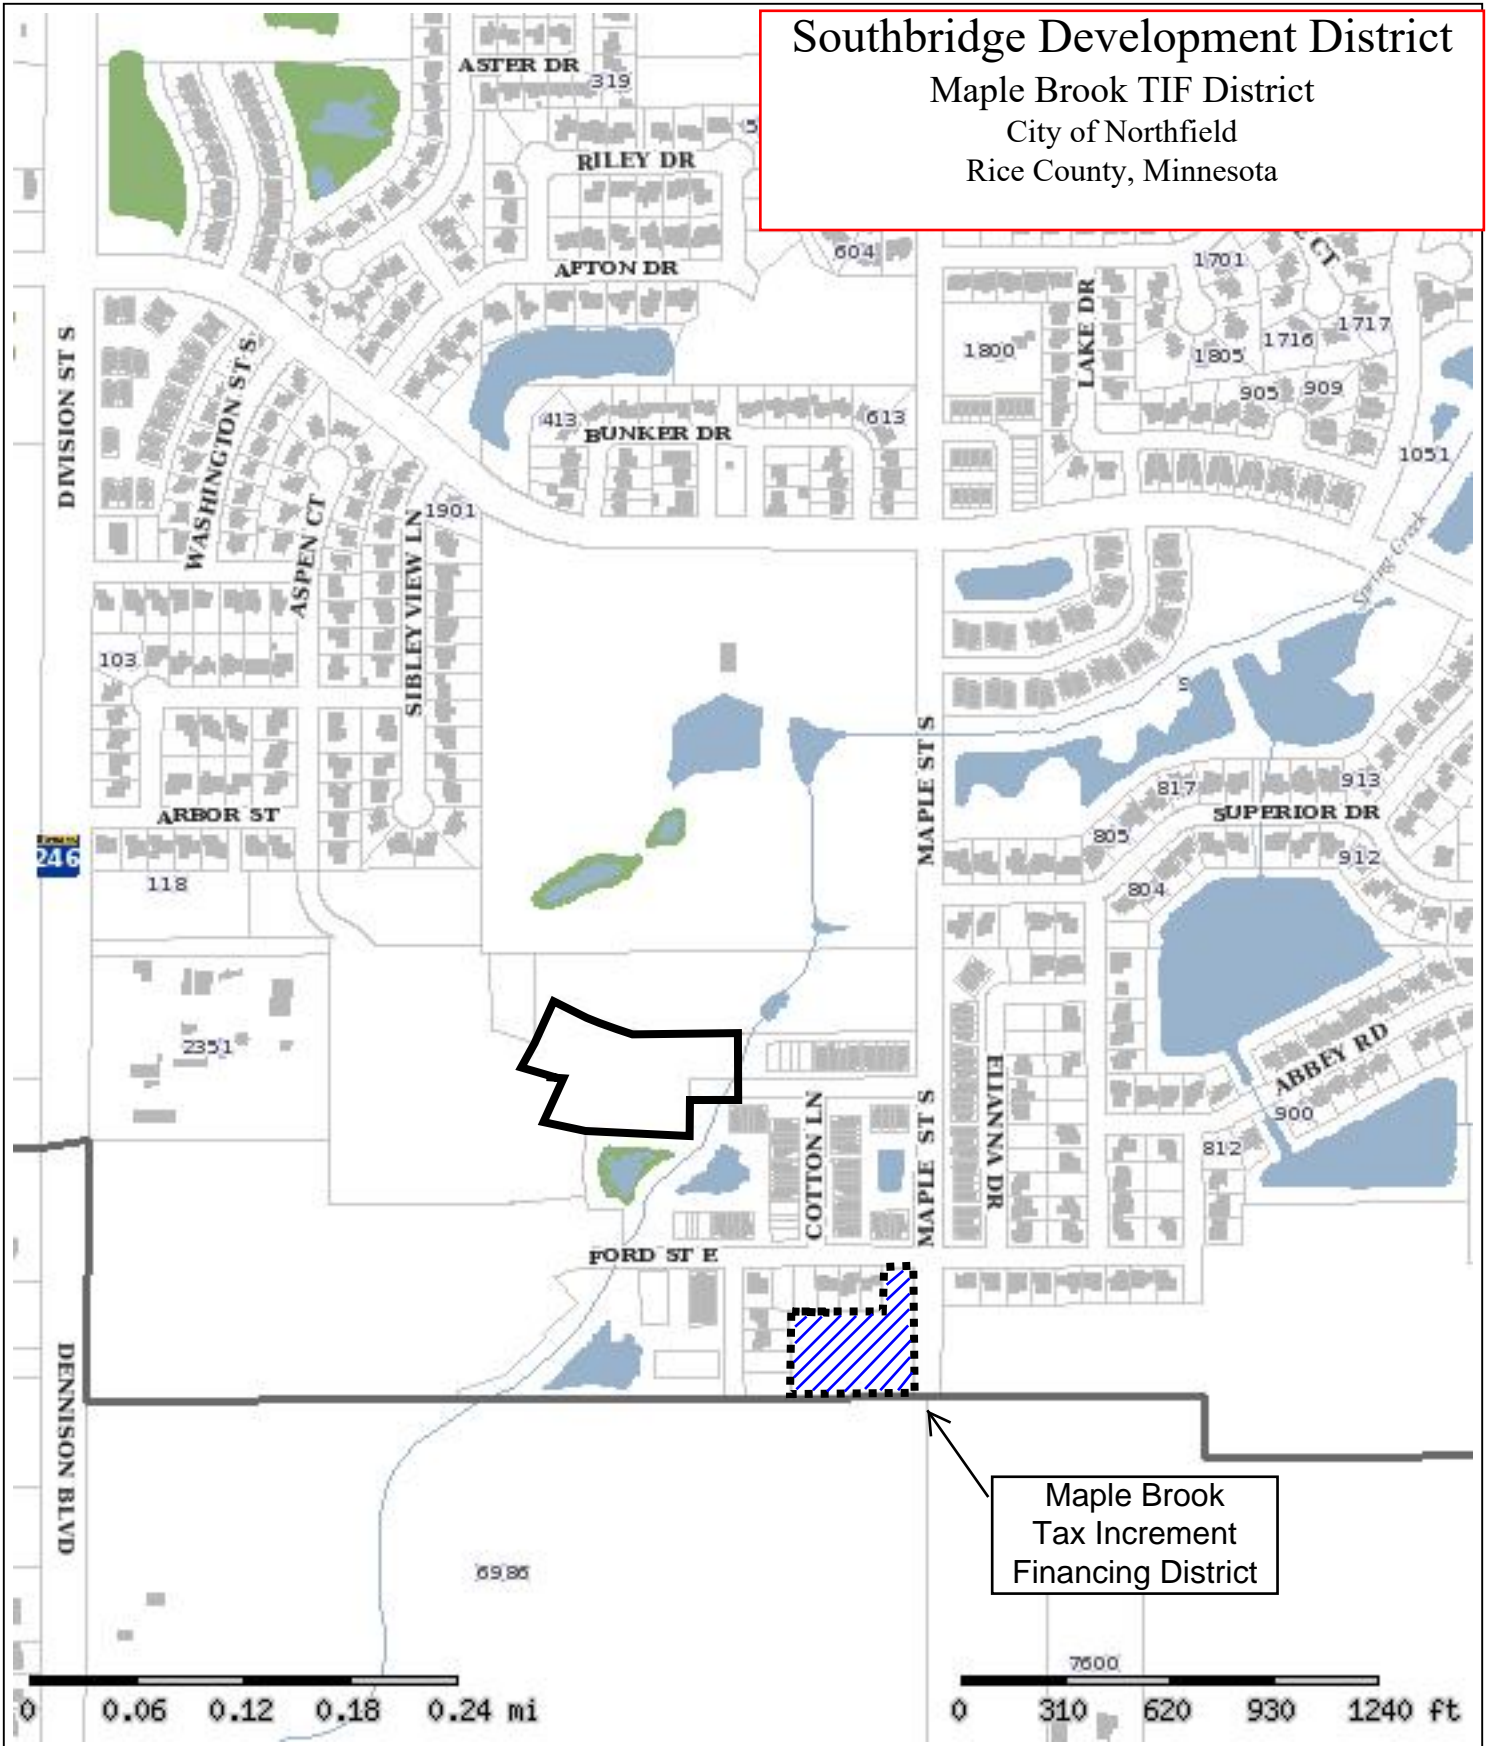 Southbridge Development District
Maple Brook TIF District
City of Northfield
Rice County, Minnesota
ASTER DR
319
5
RILEY DR
604
AFTON DR
CT
1701
LAKE DR
1717
1716
1800
1805
DIVISION ST S
WASHINGTON ST S
905
909
413
613
BUNKER DR
1051
1901
ASPEN CT
SIBLEY VIEW LN
Spring Creek
103
S
MAPLE ST S
913
817
SUPERIOR DR
ARBOR ST
805
246
912
118
804
2351
ABBEY RD
ELIANNA DR
COTTON LN
MAPLE ST S
900
812
FORD ST E
DENNISON BLVD
Maple Brook
Tax Increment
Financing District
6986
7600
0 0.06 0.12 0.18 0.24 mi
0 310 620 930 1240 ft